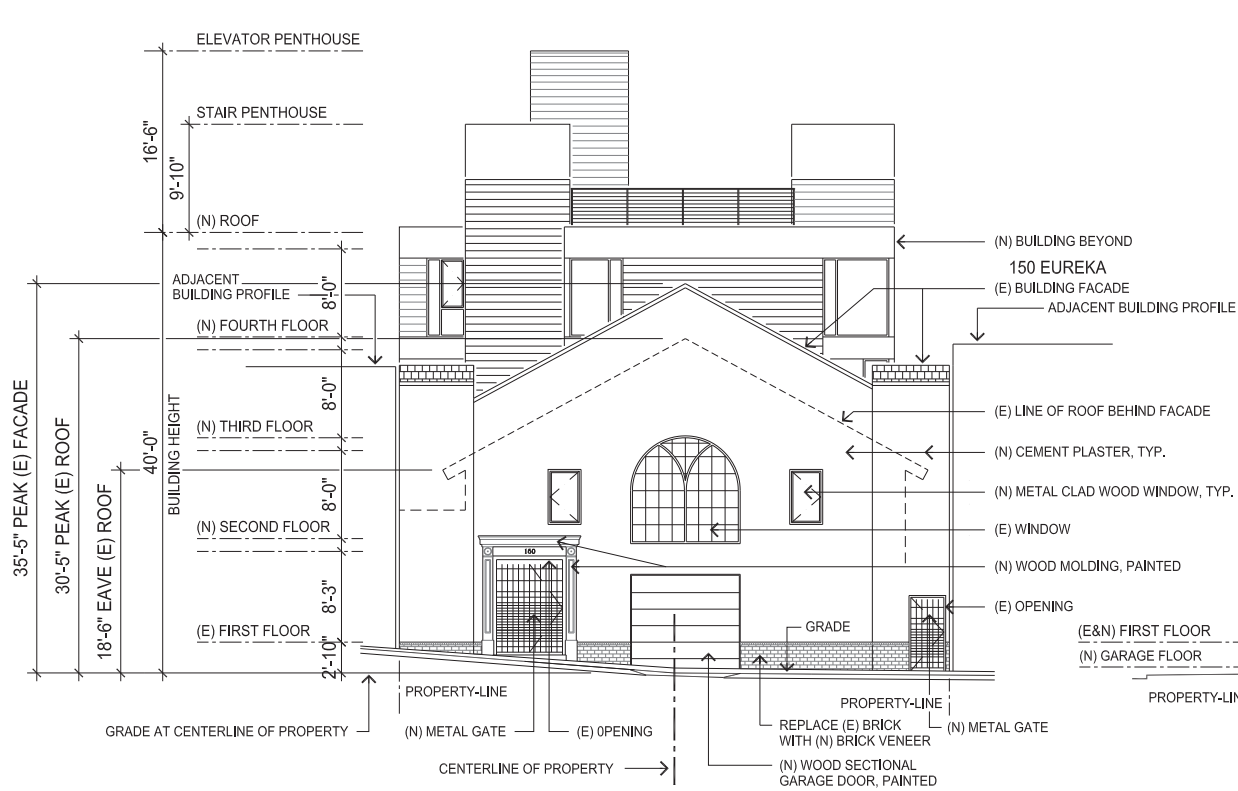 ELEVATOR PENTHOUSE
STAIR PENTHOUSE
16'-6"
9'-10"
(N) ROOF
(N) BUILDING BEYOND
150 EUREKA
(E) BUILDING FACADE
ADJACENT BUILDING PROFILE
ADJACENT
BUILDING PROFILE
8'-0"
(N) FOURTH FLOOR
8'-0"
35'-5" PEAK (E) FACADE
30'-5" PEAK (E) ROOF
18'-6" EAVE (E) ROOF
40'-0"
BUILDING HEIGHT
(N) THIRD FLOOR
(E) LINE OF ROOF BEHIND FACADE
(N) CEMENT PLASTER, TYP.
8'-0"
(N) METAL CLAD WOOD WINDOW, TYP.
(N) SECOND FLOOR
(E) WINDOW
160
(N) WOOD MOLDING, PAINTED
8'-3"
(E) OPENING
(E) FIRST FLOOR
GRADE
(E&N) FIRST FLOOR
(N) GARAGE FLOOR
2'-10"
PROPERTY-LINE
PROPERTY-LINE
PROPERTY-LIN
GRADE AT CENTERLINE OF PROPERTY
(N) METAL GATE
(E) 0PENING
REPLACE (E) BRICK
WITH (N) BRICK VENEER
(N) METAL GATE
CENTERLINE OF PROPERTY
(N) WOOD SECTIONAL
GARAGE DOOR, PAINTED